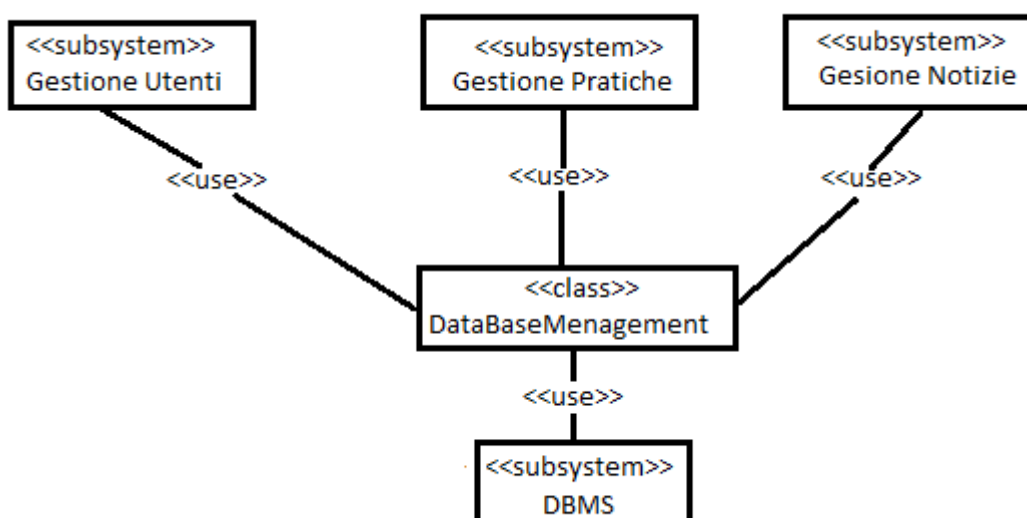 <<subsystem>>
Gestione Utenti
<<subsystem>>
Gestione Pratiche
<<subsystem>>
Gesione Notizie
<<use>>
<<use>>
<<use>>
<<class>>
DataBaseMenagement
<<use>>
<<subsystem>>
DBMS